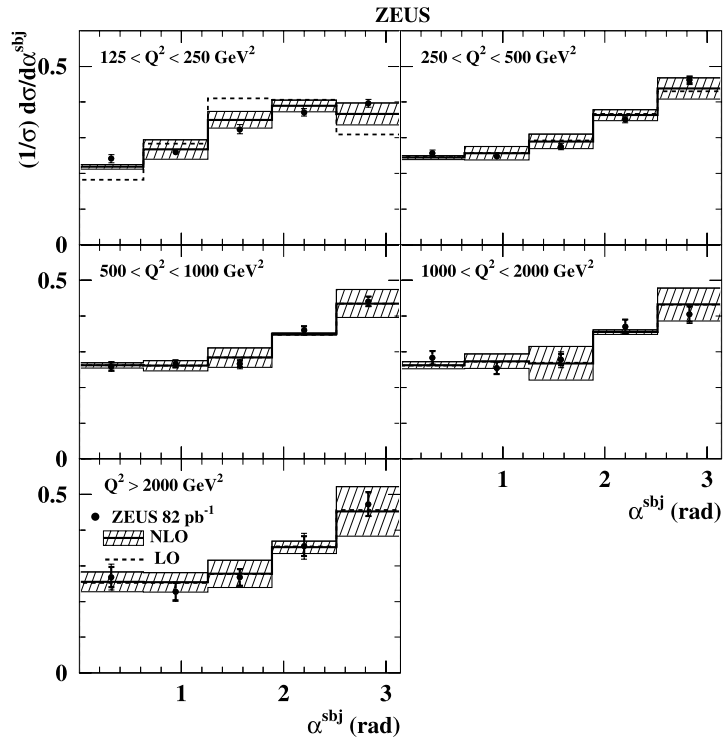 ZEUS
(1/σ) dσ/dα^sbj
125 < Q² < 250 GeV²
250 < Q² < 500 GeV²
0.5
0
500 < Q² < 1000 GeV²
1000 < Q² < 2000 GeV²
0.5
0
1 2 3
α^sbj (rad)
Q² > 2000 GeV²
0.5
ZEUS 82 pb⁻¹
NLO
LO
0
1 2 3
α^sbj (rad)